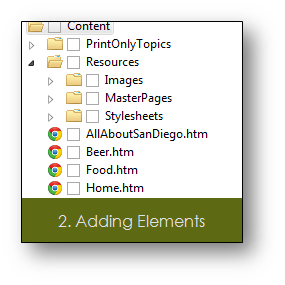 Content
PrintOnlyTopics
Resources
Images
MasterPages
Stylesheets
AllAboutSanDiego.htm
Beer.htm
Food.htm
Home.htm
2. Adding Elements